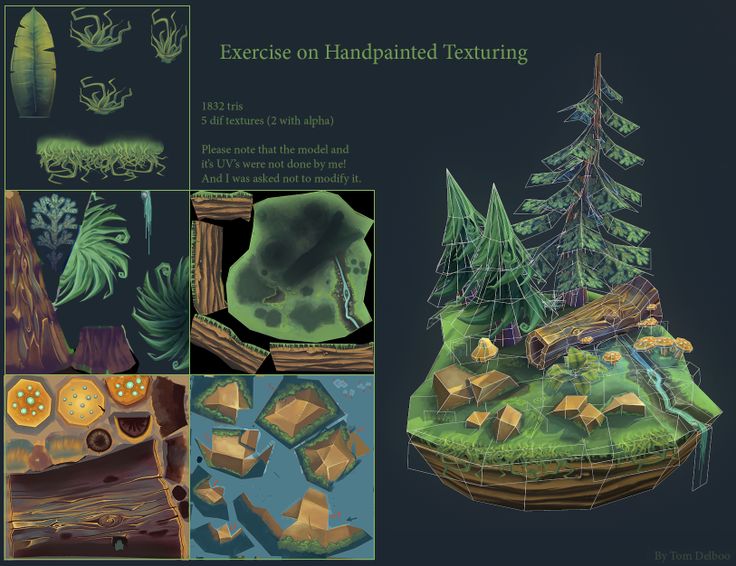 Exercise on Handpainted Texturing
1832 tris
5 dif textures (2 with alpha)
Please note that the model and
it's UV's were not done by me!
And I was asked not to modify it.
By Tom Delboo